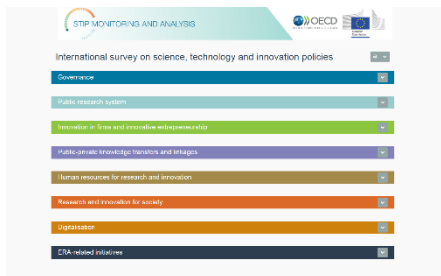 STIP MONITORING AND ANALYSIS
OECD
International survey on science, technology and innovation policies
all
Governance
Public research system
Innovation in firms and innovative entrepreneurship
Public-private knowledge transfers and linkages
Human resources for research and innovation
Research and innovation for society
Digitalisation
ERA-related initiatives